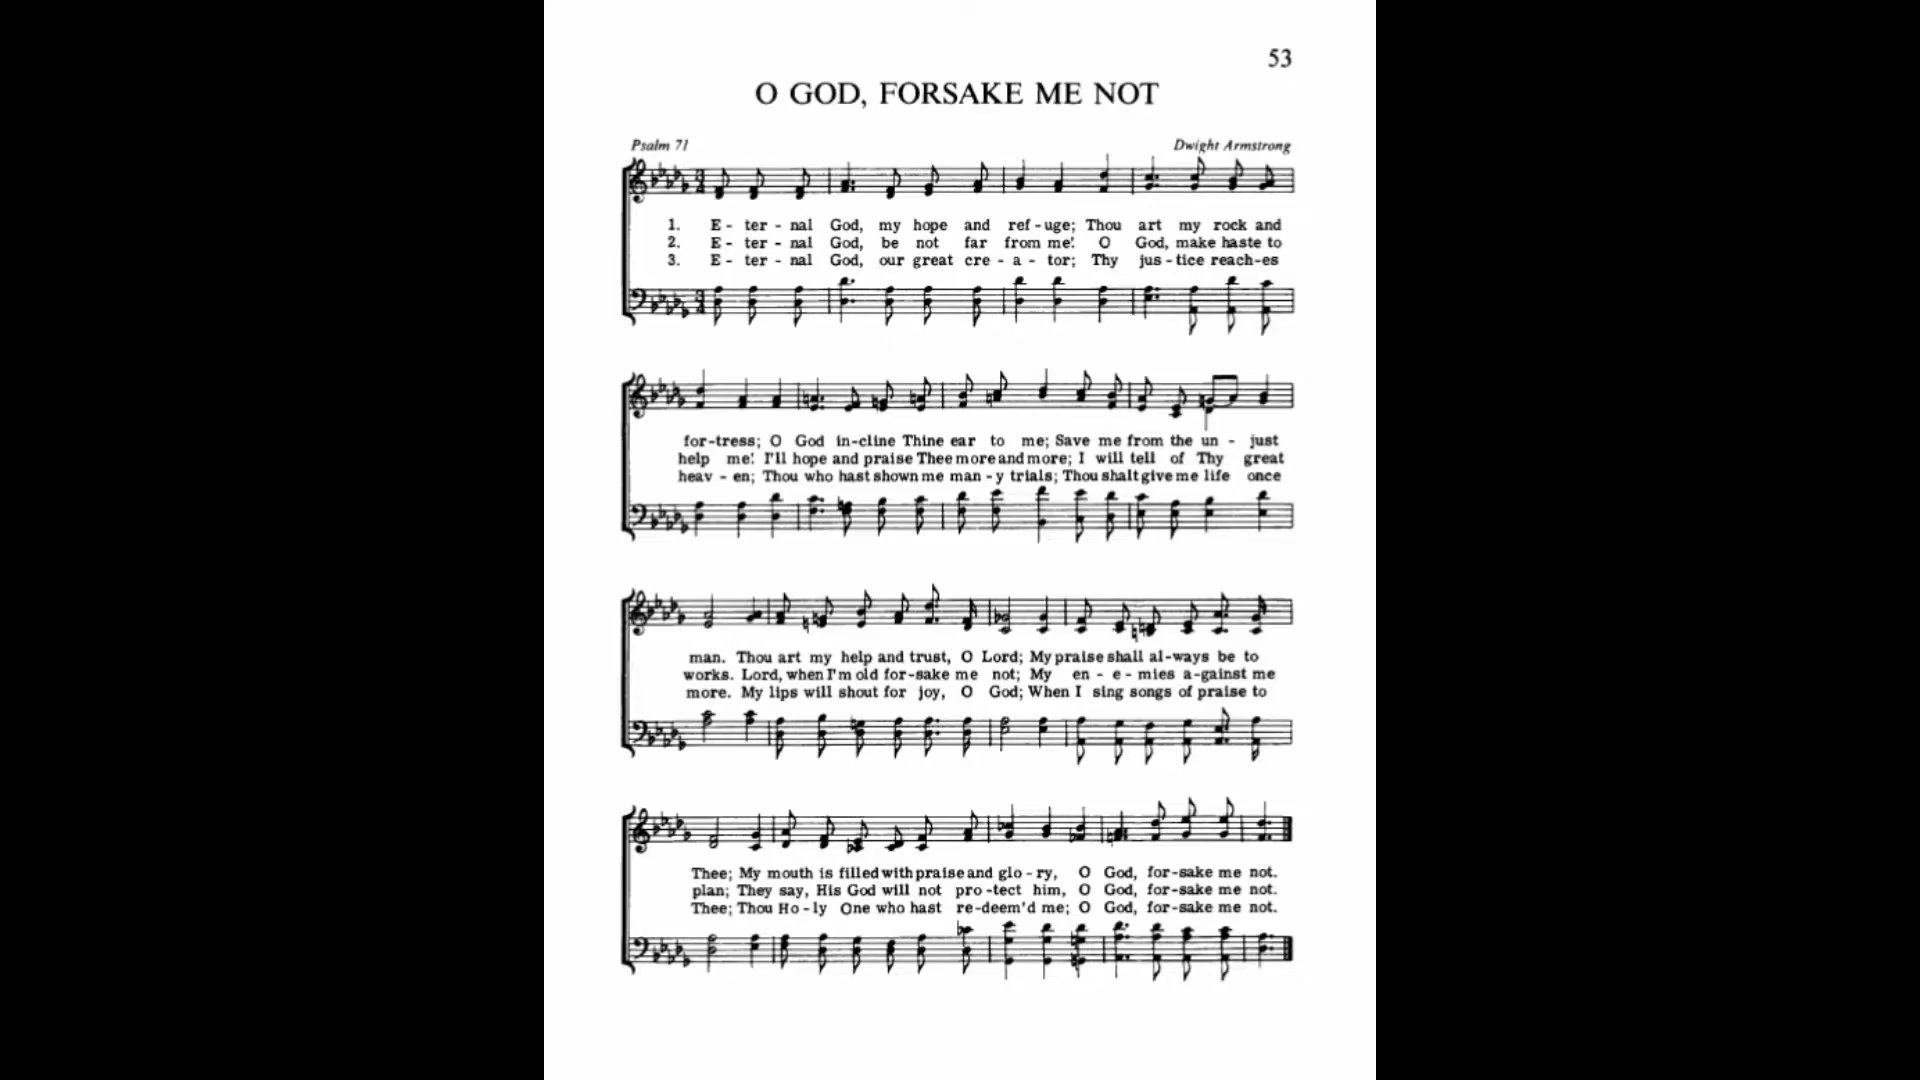 53
O GOD, FORSAKE ME NOT
Psalm 71 Dwight Armstrong
1. E- ter - nal God, my hope and ref - uge; Thou art my rock and
2. E- ter - nal God, be not far from me! O God, make haste to
3. E- ter - nal God, our great cre - a - tor; Thy jus - tice reach-es
for-tress; O God in-cline Thine ear to me; Save me from the un - just
help me! I'll hope and praise Thee more and more; I will tell of Thy great
heav - en; Thou who hast shown me man - y trials; Thou shalt give me life once
man. Thou art my help and trust, O Lord; My praise shall al-ways be to
works. Lord, when I'm old for-sake me not; My en - e - mies a-gainst me
more. My lips will shout for joy, O God; When I sing songs of praise to
Thee; My mouth is filled with praise and glo - ry, O God, for-sake me not.
plan; They say, His God will not pro-tect him, O God, for-sake me not.
Thee; Thou Ho - ly One who hast re-deem'd me; O God, for-sake me not.